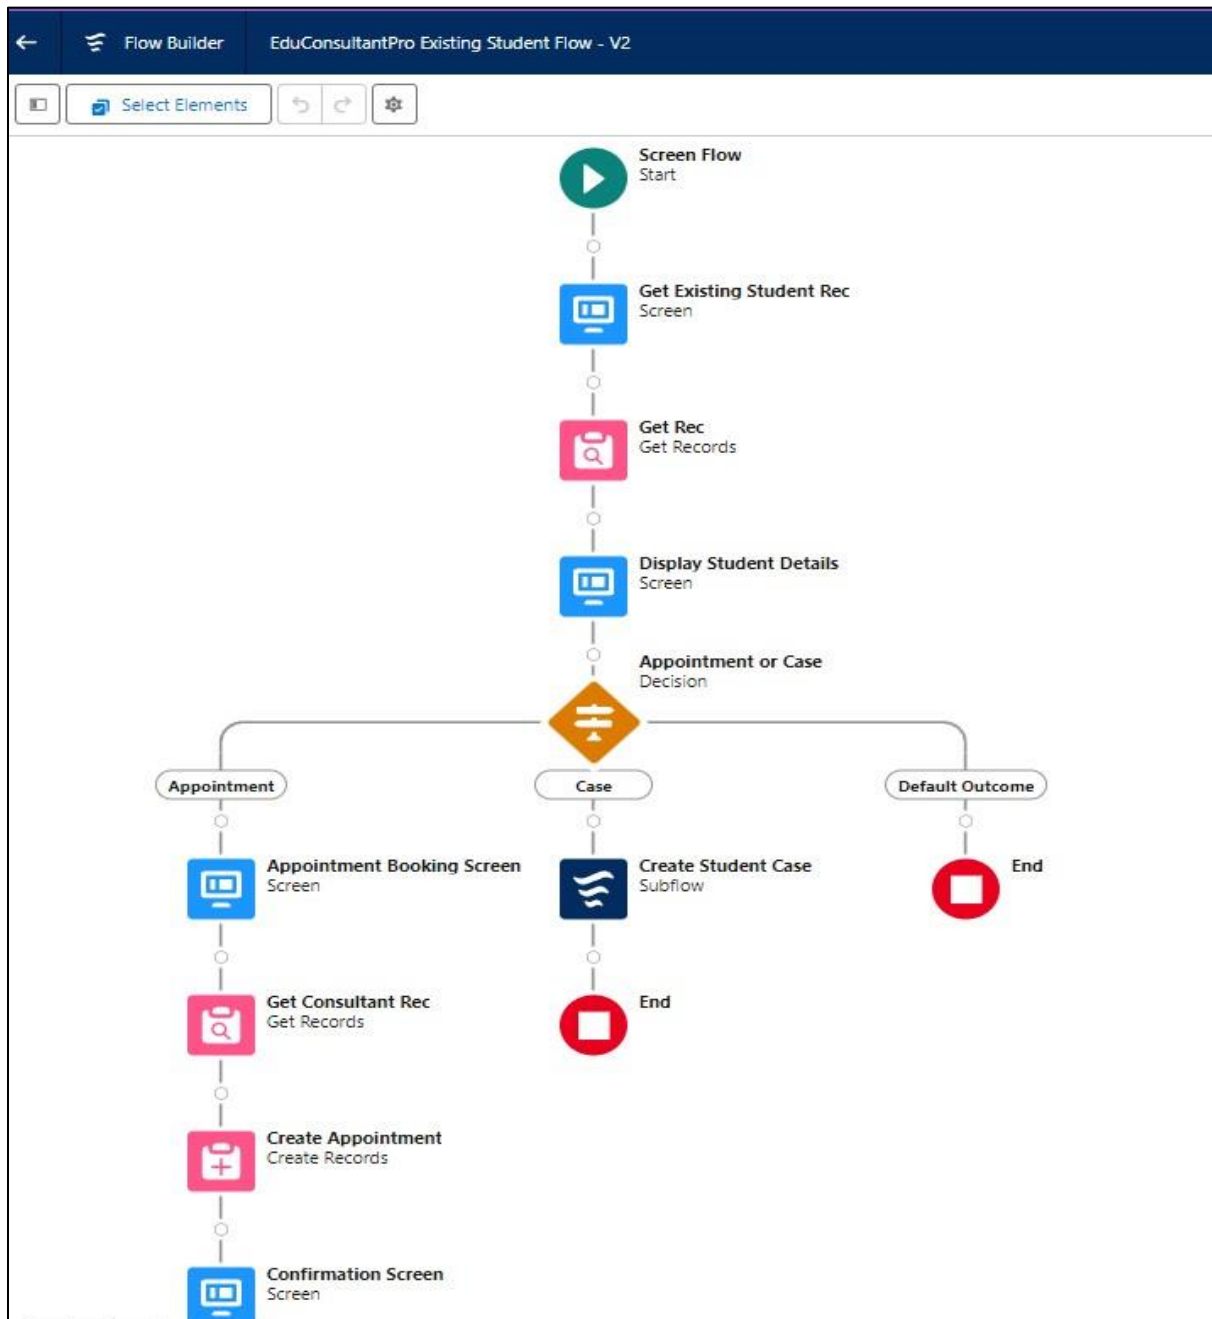 Flow Builder
EduConsultantPro Existing Student Flow - V2
Select Elements
Screen Flow
Start
Get Existing Student Rec
Screen
Get Rec
Get Records
Display Student Details
Screen
Appointment or Case
Decision
Appointment
Case
Default Outcome
Appointment Booking Screen
Screen
Create Student Case
Subflow
End
Get Consultant Rec
Get Records
End
Create Appointment
Create Records
Confirmation Screen
Screen